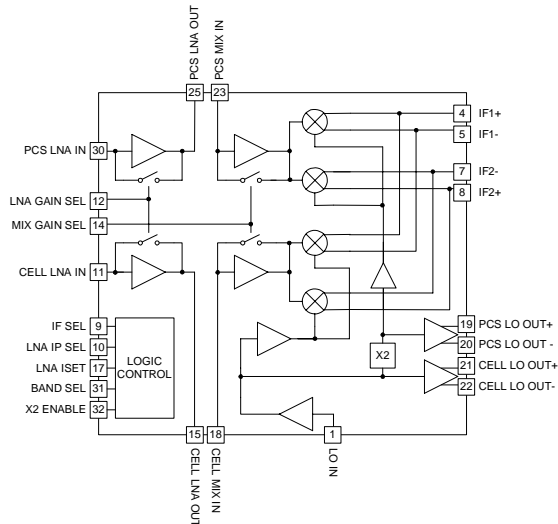 PCS LNA OUT
PCS MIX IN
25
23
4 IF1+
5 IF1-
PCS LNA IN 30
7 IF2-
8 IF2+
LNA GAIN SEL 12
MIX GAIN SEL 14
CELL LNA IN 11
IF SEL 9
LNA IP SEL 10
LNA ISET 17
BAND SEL 31
X2 ENABLE 32
LOGIC
CONTROL
X2
19 PCS LO OUT+
20 PCS LO OUT -
21 CELL LO OUT+
22 CELL LO OUT-
15
18
1
CELL LNA OUT
CELL MIX IN
LO IN